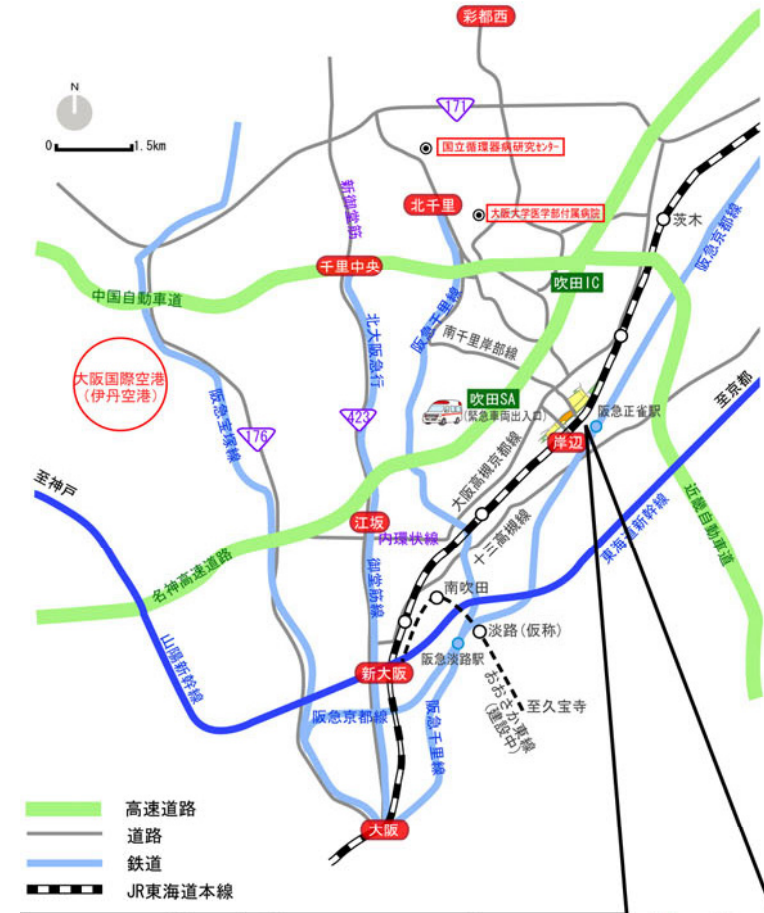 彩都西
N
0 1.5km
171
国立循環器病研究センター
新御堂筋
北千里
大阪大学医学部付属病院
茨木
阪急京都線
千里中央
吹田IC
中国自動車道
阪急千里線
北大阪急行
南千里岸部線
大阪国際空港
(伊丹空港)
阪急宝塚線
吹田SA
(緊急車両出入口)
阪急正雀駅
至京都
423
176
岸辺
大阪高槻京都線
至神戸
江坂
内環状線
十三高槻線
東海道新幹線
近畿自動車道
名神高速道路
御堂筋線
南吹田
淡路(仮称)
山陽新幹線
阪急淡路駅
新大阪
おおさか東線
(建設中)
至久宝寺
阪急京都線
阪急千里線
大阪
高速道路
道路
鉄道
JR東海道本線